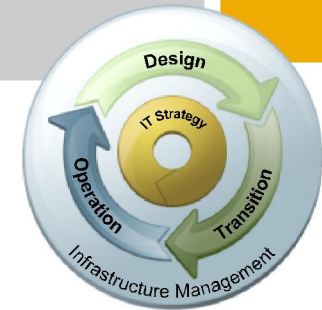 Design
IT Strategy
Transition
Operation
Infrastructure Management